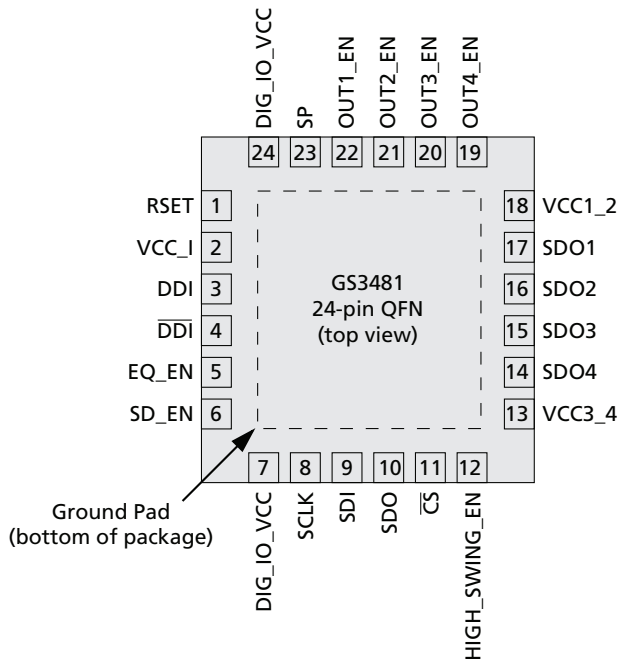 DIG_IO_VCC
SP
OUT1_EN
OUT2_EN
OUT3_EN
OUT4_EN
24 23 22 21 20 19
RSET 1
VCC_I 2
DDI 3
D̅D̅I̅ 4
EQ_EN 5
SD_EN 6
GS3481
24-pin QFN
(top view)
18 VCC1_2
17 SDO1
16 SDO2
15 SDO3
14 SDO4
13 VCC3_4
7 8 9 10 11 12
DIG_IO_VCC
SCLK
SDI
SDO
C̅S̅
HIGH_SWING_EN
Ground Pad
(bottom of package)